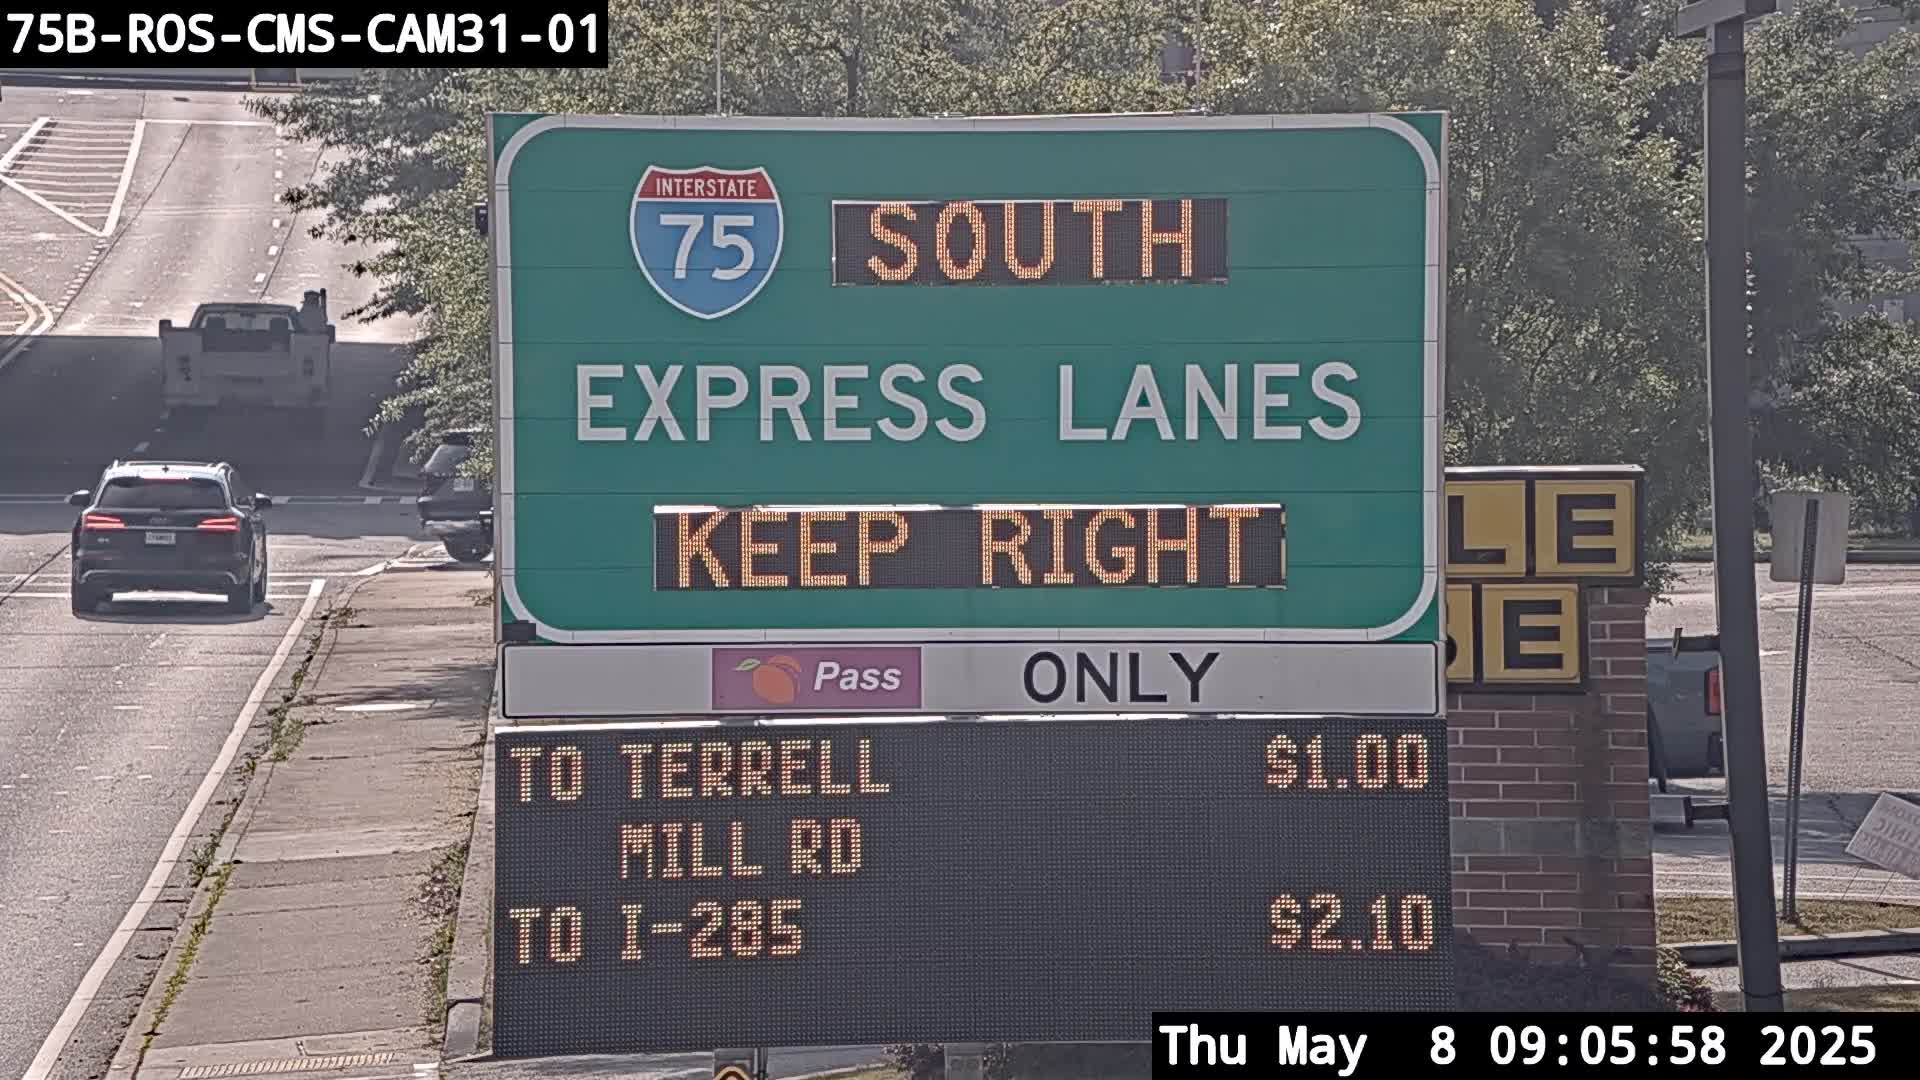 75B-ROS-CMS-CAM31-01
INTERSTATE
75
SOUTH
EXPRESS LANES
KEEP RIGHT
Pass ONLY
TO TERRELL $1.00
MILL RD
TO I-285 $2.10
LE
E
Thu May 8 09:05:58 2025